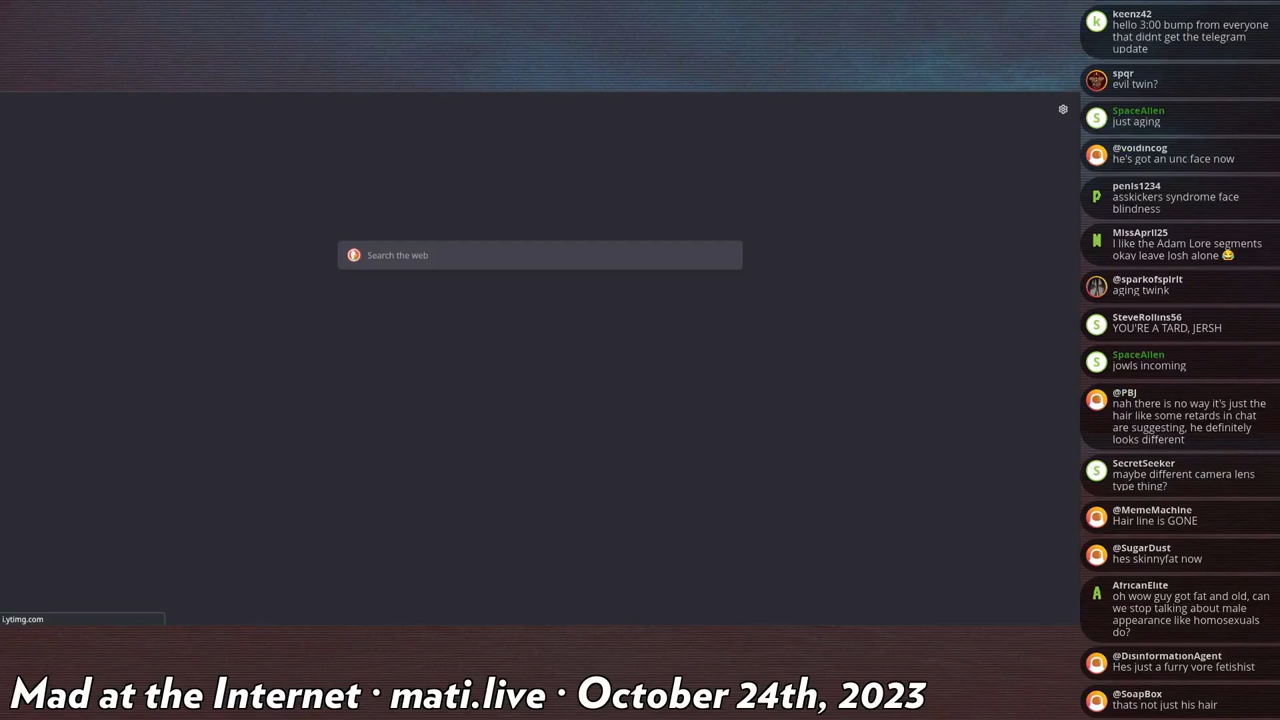 keenz42
hello 3:00 bump from everyone
that didnt get the telegram
update
spqr
evil twin?
SpaceAlien
just aging
@voidincog
he's got an unc face now
penis1234
asskickers syndrome face
blindness
MissApril25
I like the Adam Lore segments
okay leave Josh alone 😂
@sparkofspirit
aging twink
SteveRollins56
YOU'RE A TARD, JERSH
SpaceAlien
jowls incoming
@PBJ
nah there is no way it's just the
hair like some retards in chat
are suggesting, he definitely
looks different
SecretSeeker
maybe different camera lens
type thing?
@MemeMachine
Hair line is GONE
@SugarDust
hes skinnyfat now
AfricanElite
oh wow guy got fat and old, can
we stop talking about male
appearance like homosexuals
do?
@DisinformationAgent
Hes just a furry vore fetishist
@SoapBox
thats not just his hair
Search the web
i.ytimg.com
Mad at the Internet · mati.live · October 24th, 2023